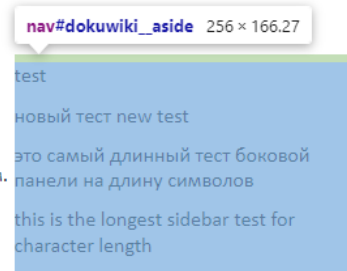 nav#dokuwiki__aside 256 × 166.27
test
новый тест new test
это самый длинный тест боковой
панели на длину символов
this is the longest sidebar test for
character length